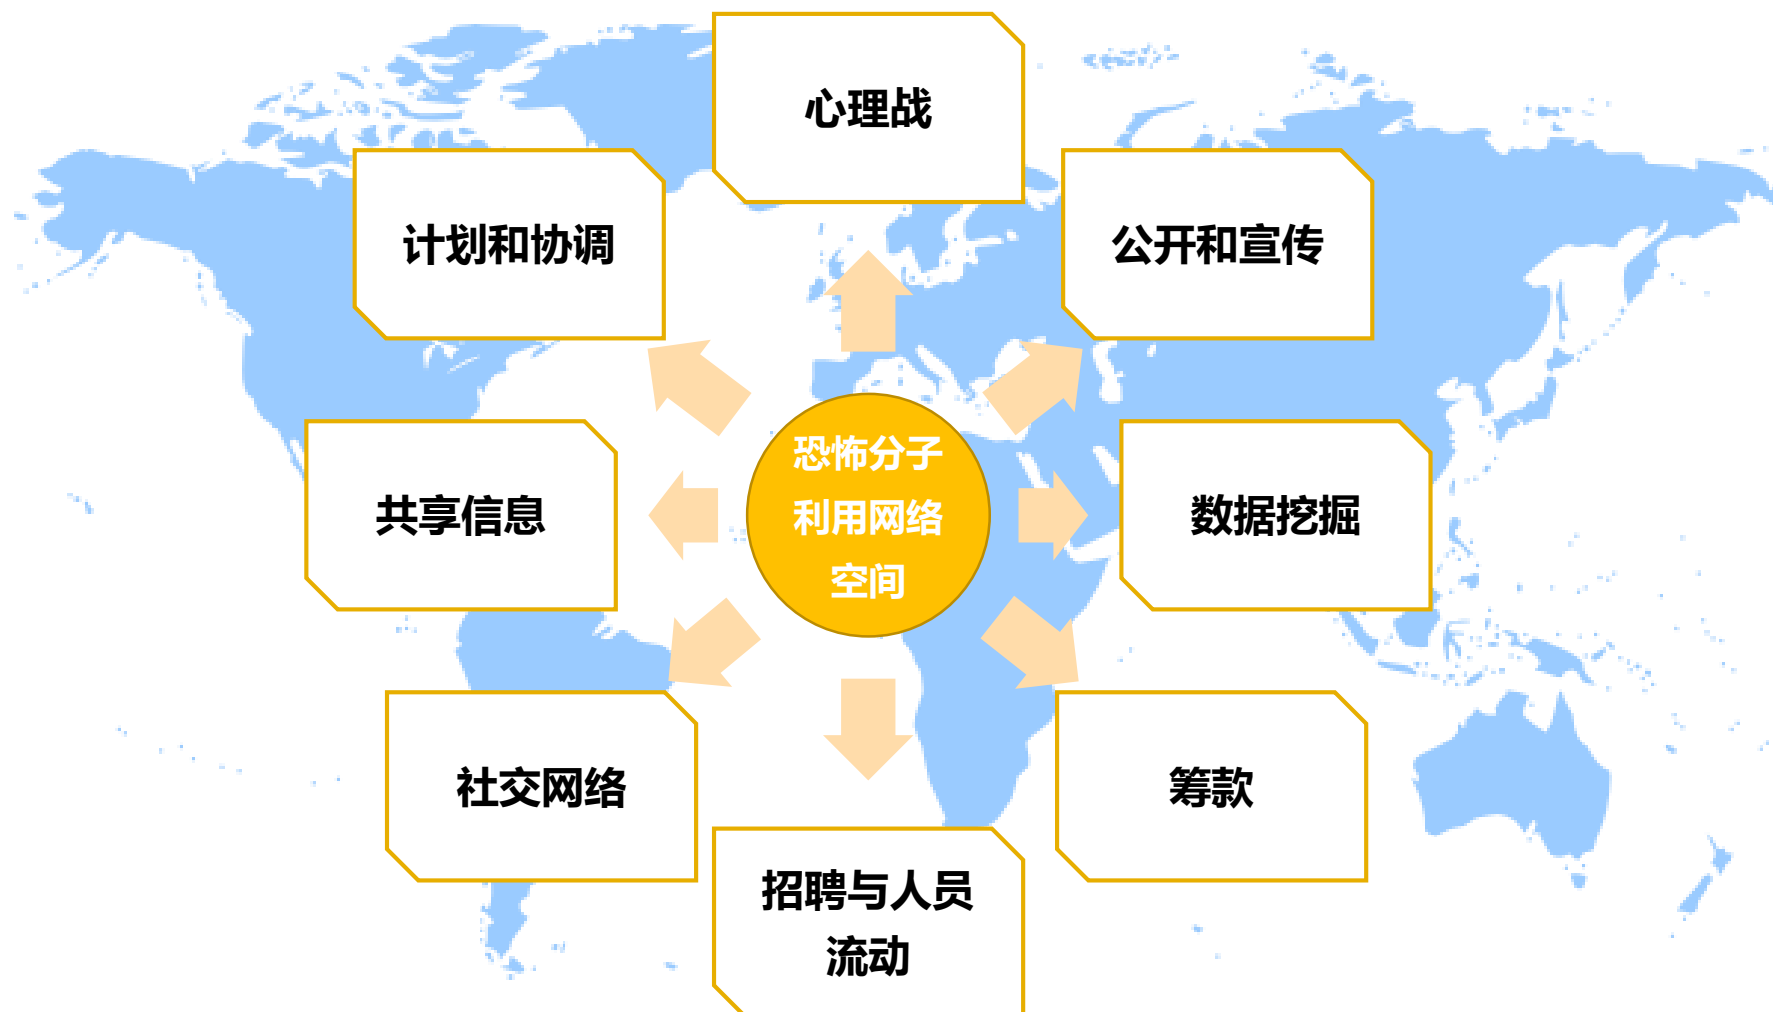 心理战
计划和协调
公开和宣传
恐怖分子
利用网络
空间
共享信息
数据挖掘
社交网络
筹款
招聘与人员
流动